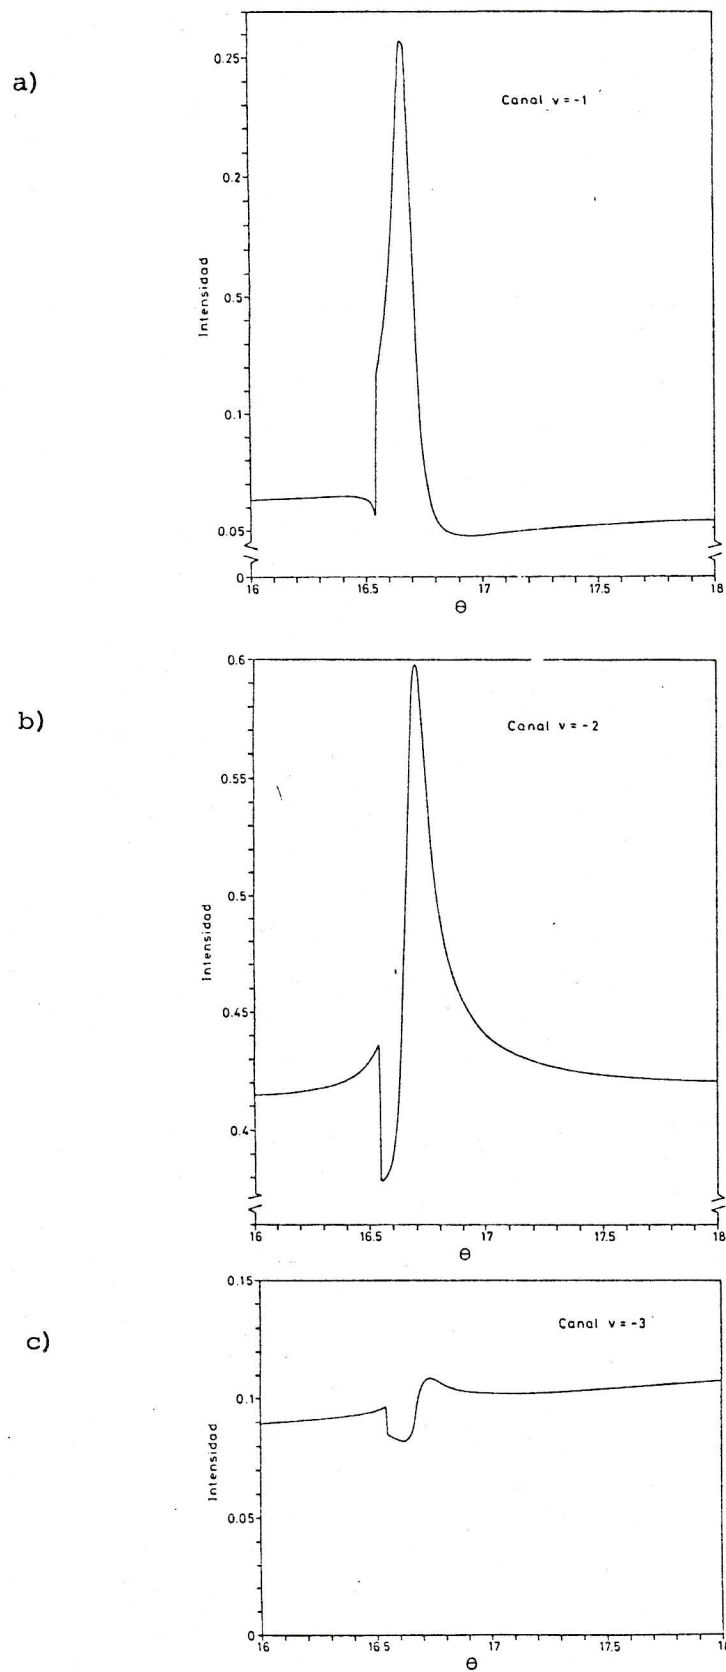 a)
Canal v = -1
Intensidad
0.25
0.2
0.5
0.1
0.05
0
16
16.5
17
17.5
18
Θ
b)
Canal v = -2
Intensidad
0.6
0.55
0.5
0.45
0.4
16
16.5
17
17.5
18
Θ
c)
Canal v = -3
Intensidad
0.15
0.1
0.05
0
16
16.5
17
17.5
18
Θ